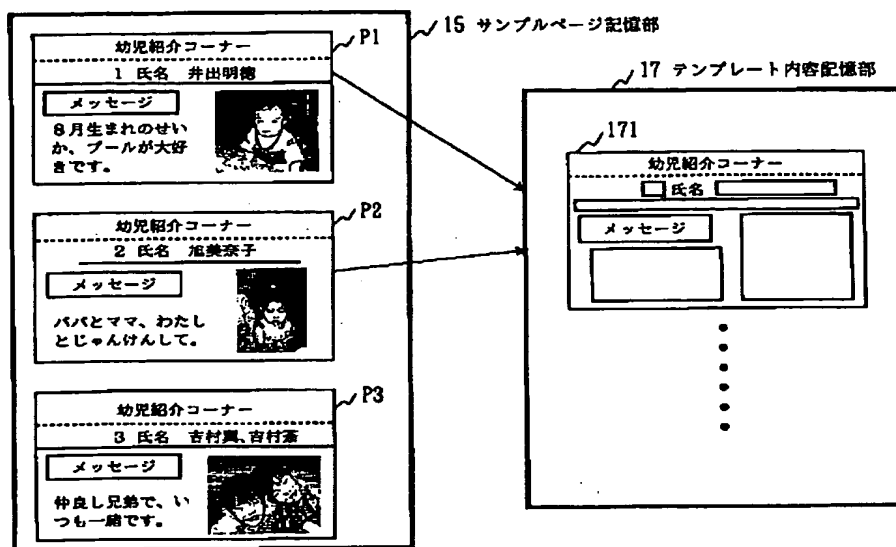 15 サンプルページ記憶部
P1
幼児紹介コーナー
1 氏名 井出明徳
メッセージ
8月生まれのせい
か、プールが大好
きです。
P2
幼児紹介コーナー
2 氏名 旭美奈子
メッセージ
パパとママ、わたし
とじゃんけんして。
P3
幼児紹介コーナー
3 氏名
メッセージ
仲良し兄弟で、い
つも一緒です。
17 テンプレート内容記憶部
171
幼児紹介コーナー
氏名
メッセージ